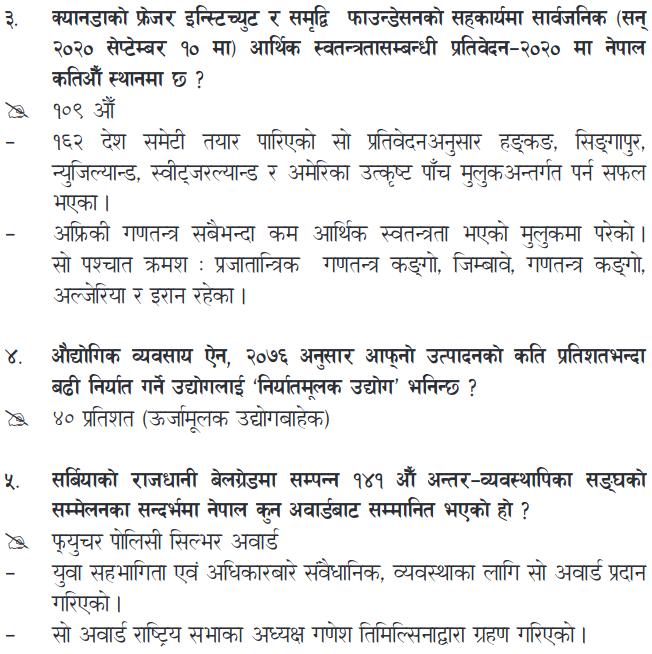 ३. क्यानडाको फ्रेजर इन्स्टिच्युट र समृद्वि फाउन्डेसनको सहकार्यमा सार्वजनिक (सन्
२०२० सेप्टेम्बर १० मा) आर्थिक स्वतन्त्रतासम्बन्धी प्रतिवेदन-२०२० मा नेपाल
कतिऔँ स्थानमा छ ?
१०९ औँ
– १६२ देश समेटी तयार पारिएको सो प्रतिवेदनअनुसार हङ्कङ, सिङ्गापुर,
न्युजिल्यान्ड, स्वीट्जरल्यान्ड र अमेरिका उत्कृष्ट पाँच मुलुकअन्तर्गत पर्न सफल
भएका ।
– अफ्रिकी गणतन्त्र सबैभन्दा कम आर्थिक स्वतन्त्रता भएको मुलुकमा परेको ।
सो पश्चात क्रमश : प्रजातान्त्रिक गणतन्त्र कङ्गो, जिम्बावे, गणतन्त्र कङ्गो,
अल्जेरिया र इरान रहेका ।
४. औद्योगिक व्यवसाय ऐन, २०७६ अनुसार आफ्नो उत्पादनको कति प्रतिशतभन्दा
बढी निर्यात गर्ने उद्योगलाई ‘निर्यातमूलक उद्योग’ भनिन्छ ?
४० प्रतिशत (ऊर्जामूलक उद्योगबाहेक)
५. सर्बियाको राजधानी बेलग्रेडमा सम्पन्न १४१ औँ अन्तर-व्यवस्थापिका सङ्घको
सम्मेलनका सन्दर्भमा नेपाल कुन अवार्डबाट सम्मानित भएको हो ?
फ्युचर पोलिसी सिल्भर अवार्ड
– युवा सहभागिता एवं अधिकारबारे संवैधानिक, व्यवस्थाका लागि सो अवार्ड प्रदान
गरिएको ।
– सो अवार्ड राष्ट्रिय सभाका अध्यक्ष गणेश तिमिल्सिनाद्वारा ग्रहण गरिएको ।